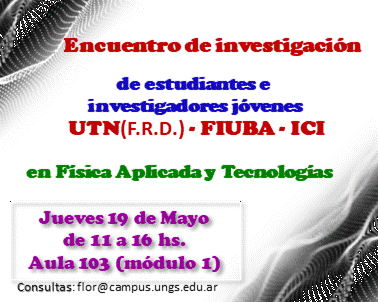 Encuentro de investigación
de estudiantes e
investigadores jóvenes
UTN(F.R.D.) - FIUBA - ICI
en Física Aplicada y Tecnologías
Jueves 19 de Mayo
de 11 a 16 hs.
Aula 103 (módulo 1)
Consultas: flor@campus.ungs.edu.ar